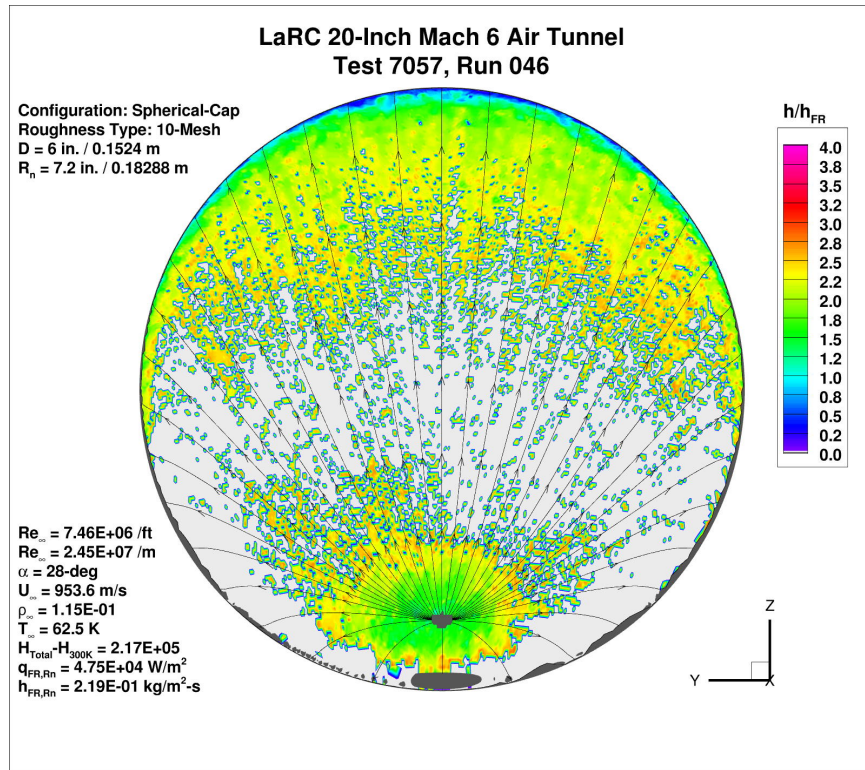 LaRC 20-Inch Mach 6 Air Tunnel
Test 7057, Run 046
Configuration: Spherical-Cap
Roughness Type: 10-Mesh
D = 6 in. / 0.1524 m
Rn = 7.2 in. / 0.18288 m
h/hFR
4.0
3.8
3.5
3.2
3.0
2.8
2.5
2.2
2.0
1.8
1.5
1.2
1.0
0.8
0.5
0.2
0.0
Re∞ = 7.46E+06 /ft
Re∞ = 2.45E+07 /m
α = 28-deg
U∞ = 953.6 m/s
ρ∞ = 1.15E-01
T∞ = 62.5 K
HTotal-H300K = 2.17E+05
qFR,Rn = 4.75E+04 W/m²
hFR,Rn = 2.19E-01 kg/m²-s
Z
Y
X